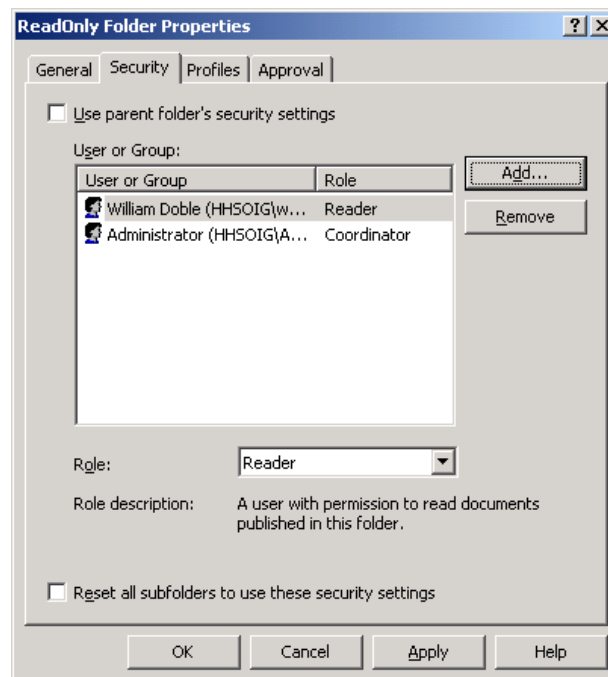 ReadOnly Folder Properties
General Security Profiles Approval
Use parent folder's security settings
User or Group:
Add...
User or Group Role
William Doble (HHSOIG\w... Reader
Remove
Administrator (HHSOIG\A... Coordinator
Role: Reader
Role description: A user with permission to read documents
published in this folder.
Reset all subfolders to use these security settings
OK Cancel Apply Help